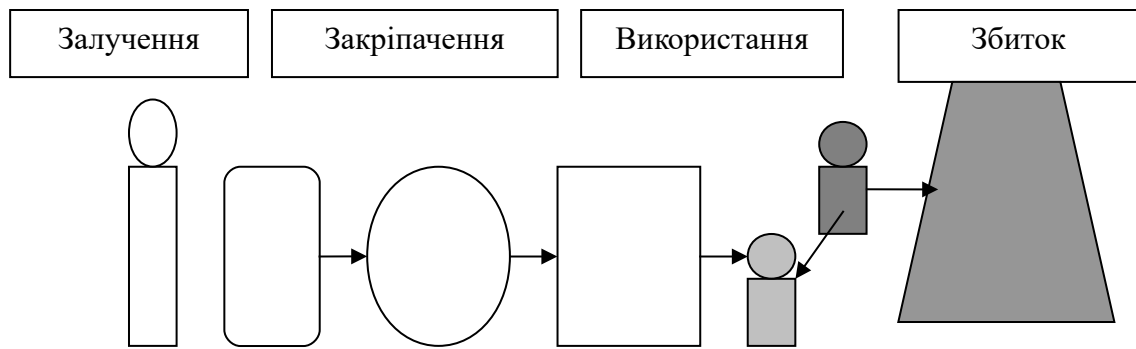 Залучення
Закріпачення
Використання
Збиток